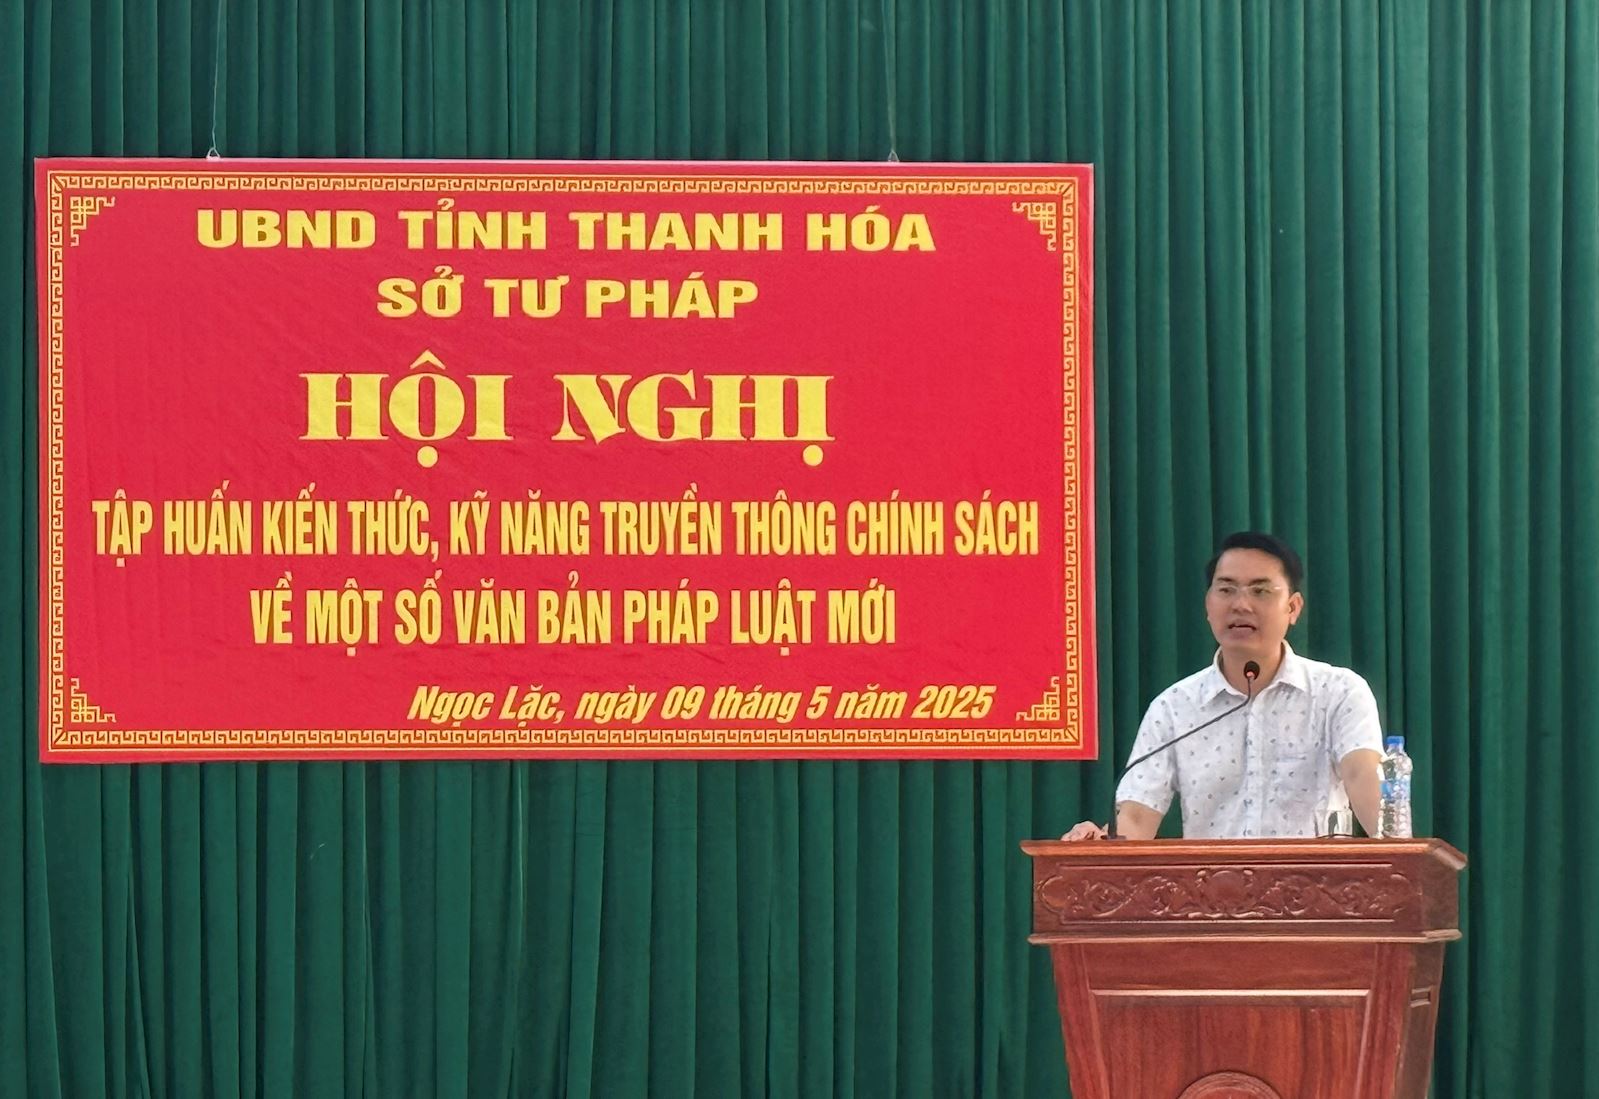 UBND TỈNH THANH HÓA
SỞ TƯ PHÁP
HỘI NGHỊ
TẬP HUẤN KIẾN THỨC, KỸ NĂNG TRUYỀN THÔNG CHÍNH SÁCH
VỀ MỘT SỐ VĂN BẢN PHÁP LUẬT MỚI
Ngọc Lặc, ngày 09 tháng 5 năm 2025